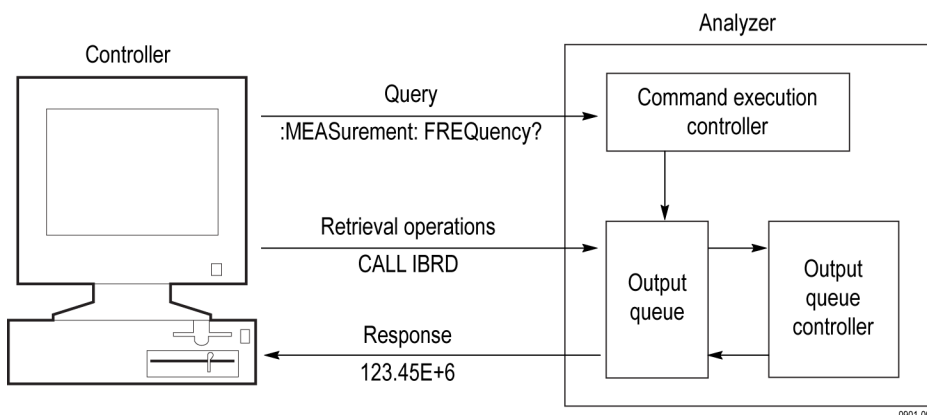 Controller
Analyzer
Query
:MEASurement: FREQuency?
Command execution
controller
Retrieval operations
CALL IBRD
Output
queue
Output
queue
controller
Response
123.45E+6